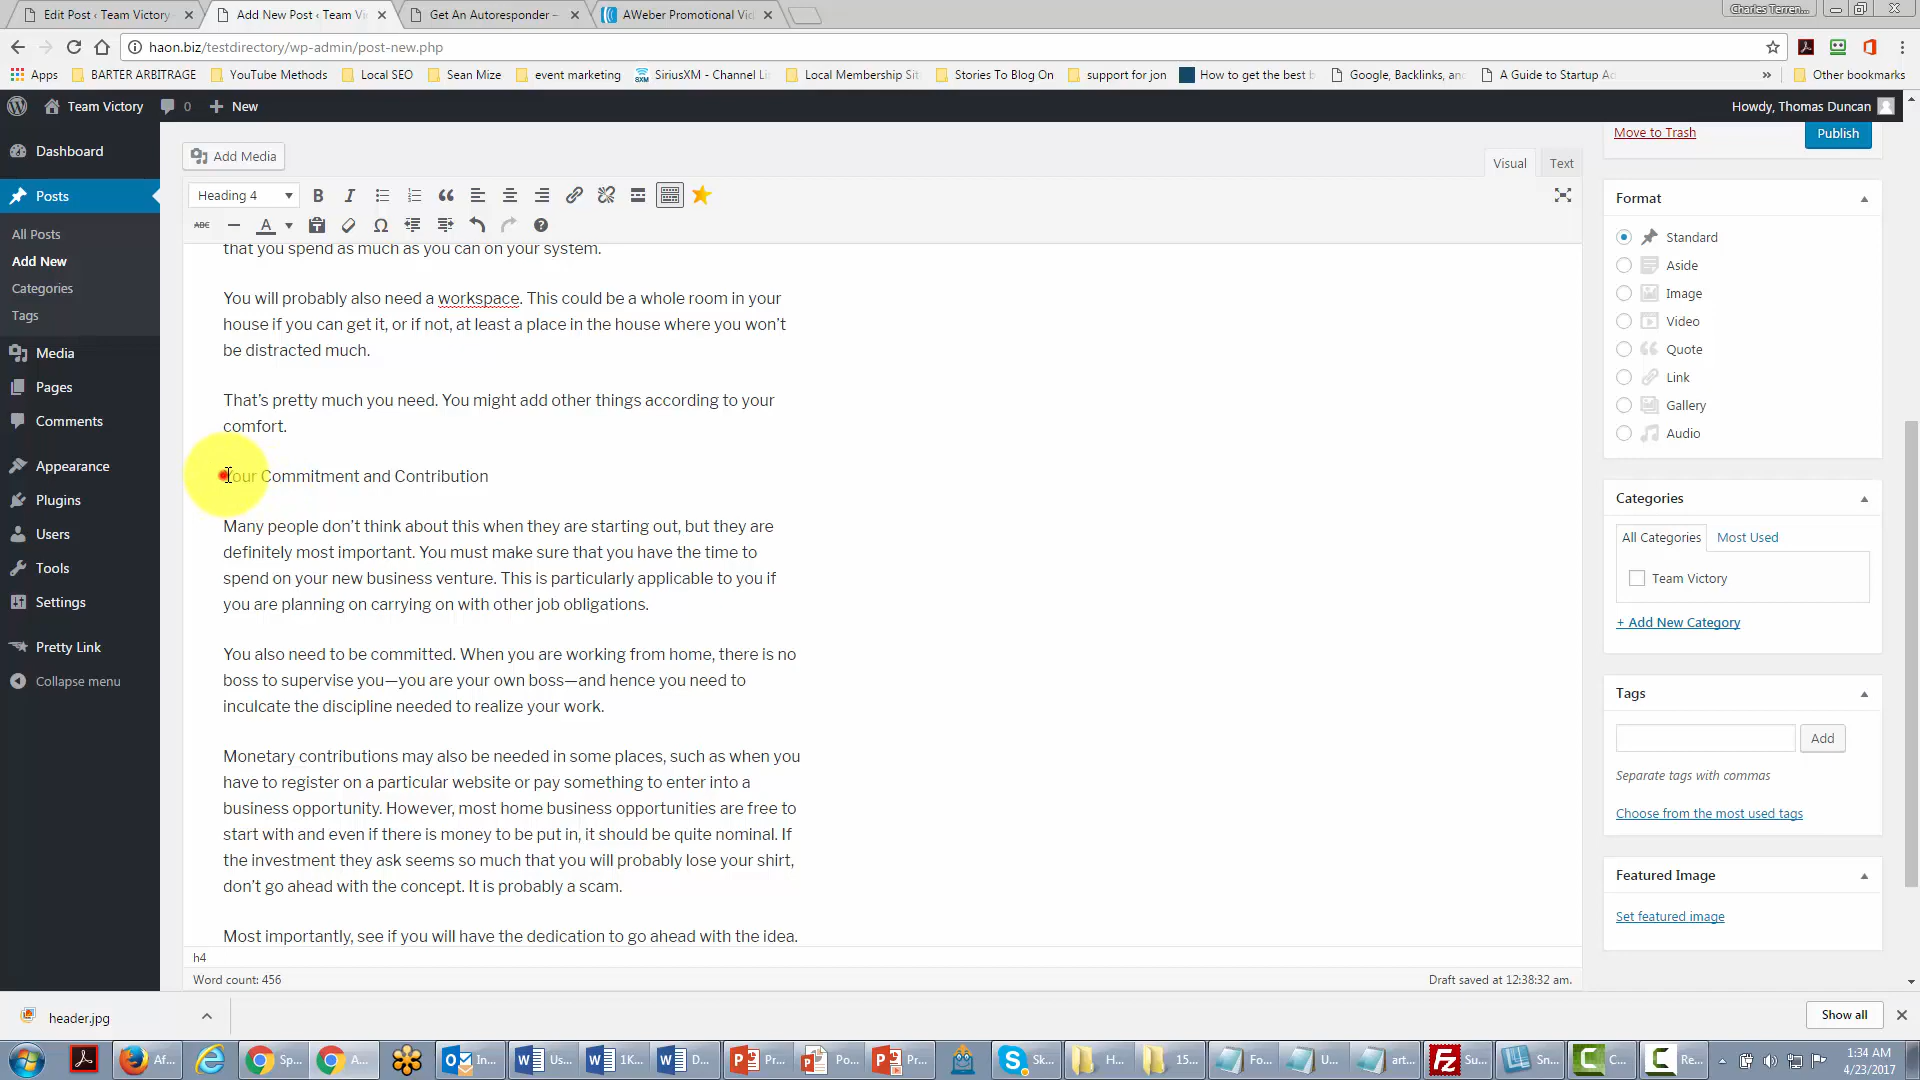 Edit Post ‹ Team Victory
Add New Post ‹ Team Vi
Get An Autoresponder –
AWeber Promotional Vid
Charles Terren...
haon.biz/testdirectory/wp-admin/post-new.php
Apps
BARTER ARBITRAGE
YouTube Methods
Local SEO
Sean Mize
event marketing
SiriusXM - Channel Li
Local Membership Sit
Stories To Blog On
support for jon
How to get the best b
Google, Backlinks, an
A Guide to Startup Ad
»
Other bookmarks
Team Victory
0
New
Howdy, Thomas Duncan
Dashboard
Posts
All Posts
Add New
Categories
Tags
Media
Pages
Comments
Appearance
Plugins
Users
Tools
Settings
Pretty Link
Collapse menu
Add Media
Visual
Text
Heading 4
B
I
ABC
A
that you spend as much as you can on your system.
You will probably also need a workspace. This could be a whole room in your
house if you can get it, or if not, at least a place in the house where you won’t
be distracted much.
That’s pretty much you need. You might add other things according to your
comfort.
Your Commitment and Contribution
Many people don’t think about this when they are starting out, but they are
definitely most important. You must make sure that you have the time to
spend on your new business venture. This is particularly applicable to you if
you are planning on carrying on with other job obligations.
You also need to be committed. When you are working from home, there is no
boss to supervise you—you are your own boss—and hence you need to
inculcate the discipline needed to realize your work.
Monetary contributions may also be needed in some places, such as when you
have to register on a particular website or pay something to enter into a
business opportunity. However, most home business opportunities are free to
start with and even if there is money to be put in, it should be quite nominal. If
the investment they ask seems so much that you will probably lose your shirt,
don’t go ahead with the concept. It is probably a scam.
Most importantly, see if you will have the dedication to go ahead with the idea.
h4
Word count: 456
Draft saved at 12:38:32 am.
Move to Trash
Publish
Format
Standard
Aside
Image
Video
Quote
Link
Gallery
Audio
Categories
All Categories
Most Used
Team Victory
+ Add New Category
Tags
Add
Separate tags with commas
Choose from the most used tags
Featured Image
Set featured image
header.jpg
Show all
Af...
Sp...
A...
In...
Us...
1K...
D...
Pr...
Po...
Pr...
Sk...
H...
15...
Fo...
U...
art...
Su...
Sn...
C...
Re...
1:34 AM
4/23/2017